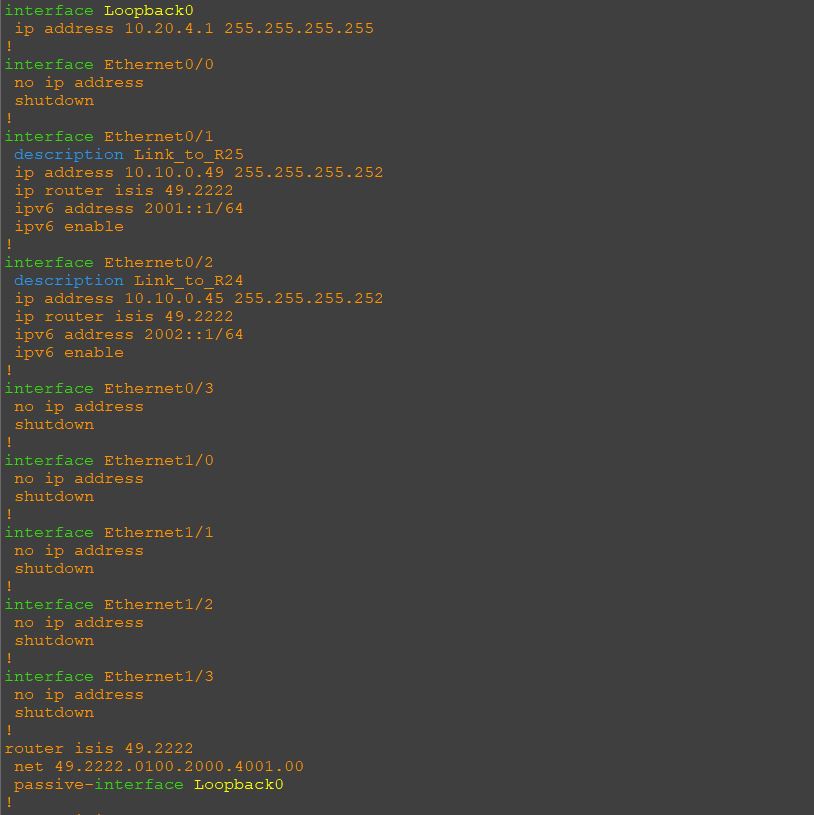 interface Loopback0
ip address 10.20.4.1 255.255.255.255
!
interface Ethernet0/0
no ip address
shutdown
!
interface Ethernet0/1
description Link_to_R25
ip address 10.10.0.49 255.255.255.252
ip router isis 49.2222
ipv6 address 2001::1/64
ipv6 enable
!
interface Ethernet0/2
description Link_to_R24
ip address 10.10.0.45 255.255.255.252
ip router isis 49.2222
ipv6 address 2002::1/64
ipv6 enable
!
interface Ethernet0/3
no ip address
shutdown
!
interface Ethernet1/0
no ip address
shutdown
!
interface Ethernet1/1
no ip address
shutdown
!
interface Ethernet1/2
no ip address
shutdown
!
interface Ethernet1/3
no ip address
shutdown
!
router isis 49.2222
net 49.2222.0100.2000.4001.00
passive-interface Loopback0
!